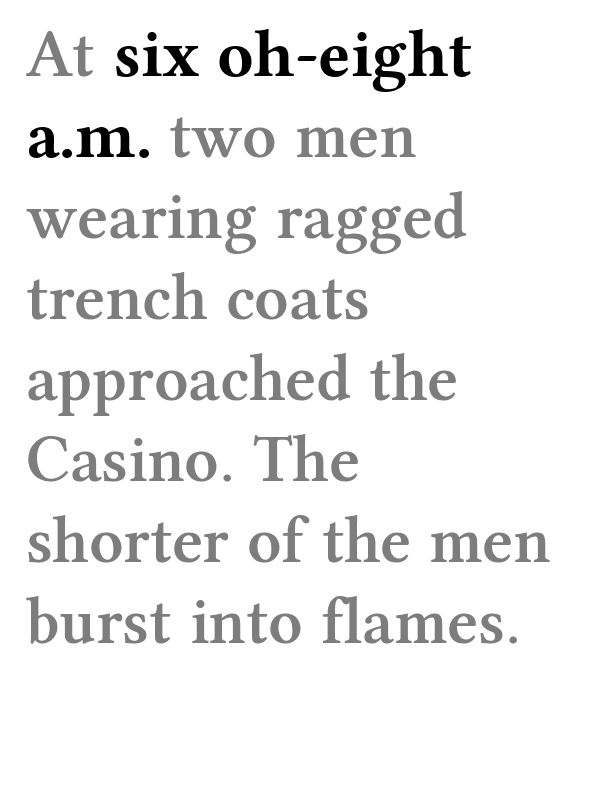 At six oh-eight
a.m. two men
wearing ragged
trench coats
approached the
Casino. The
shorter of the men
burst into flames.